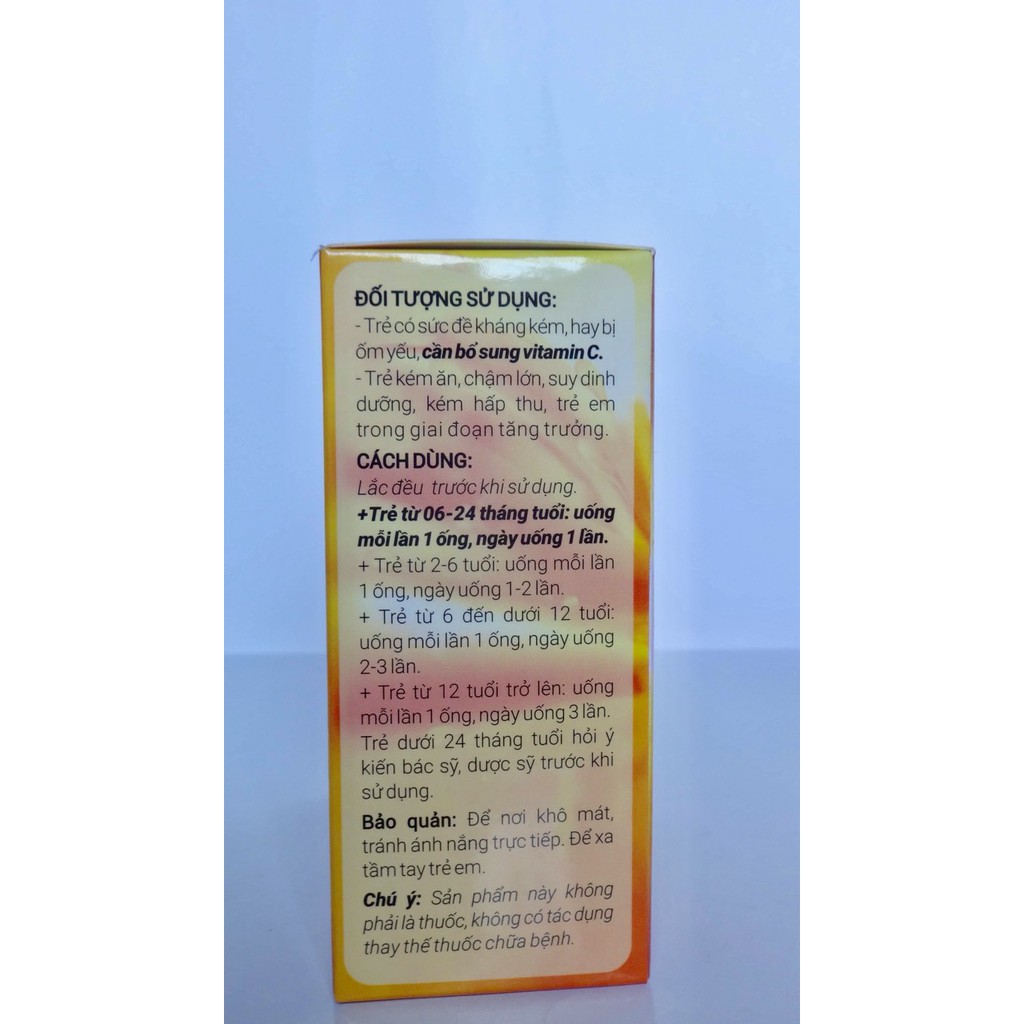 ĐỐI TƯỢNG SỬ DỤNG:
- Trẻ có sức đề kháng kém, hay bị
ốm yếu, cần bổ sung vitamin C.
- Trẻ kém ăn, chậm lớn, suy dinh
dưỡng, kém hấp thu, trẻ em
trong giai đoạn tăng trưởng.
CÁCH DÙNG:
Lắc đều trước khi sử dụng.
+Trẻ từ 06-24 tháng tuổi: uống
mỗi lần 1 ống, ngày uống 1 lần.
+ Trẻ từ 2-6 tuổi: uống mỗi lần
1 ống, ngày uống 1-2 lần.
+ Trẻ từ 6 đến dưới 12 tuổi:
uống mỗi lần 1 ống, ngày uống
2-3 lần.
+ Trẻ từ 12 tuổi trở lên: uống
mỗi lần 1 ống, ngày uống 3 lần.
Trẻ dưới 24 tháng tuổi hỏi ý
kiến bác sỹ, dược sỹ trước khi
sử dụng.
Bảo quản: Để nơi khô mát,
tránh ánh nắng trực tiếp. Để xa
tầm tay trẻ em.
Chú ý: Sản phẩm này không
phải là thuốc, không có tác dụng
thay thế thuốc chữa bệnh.